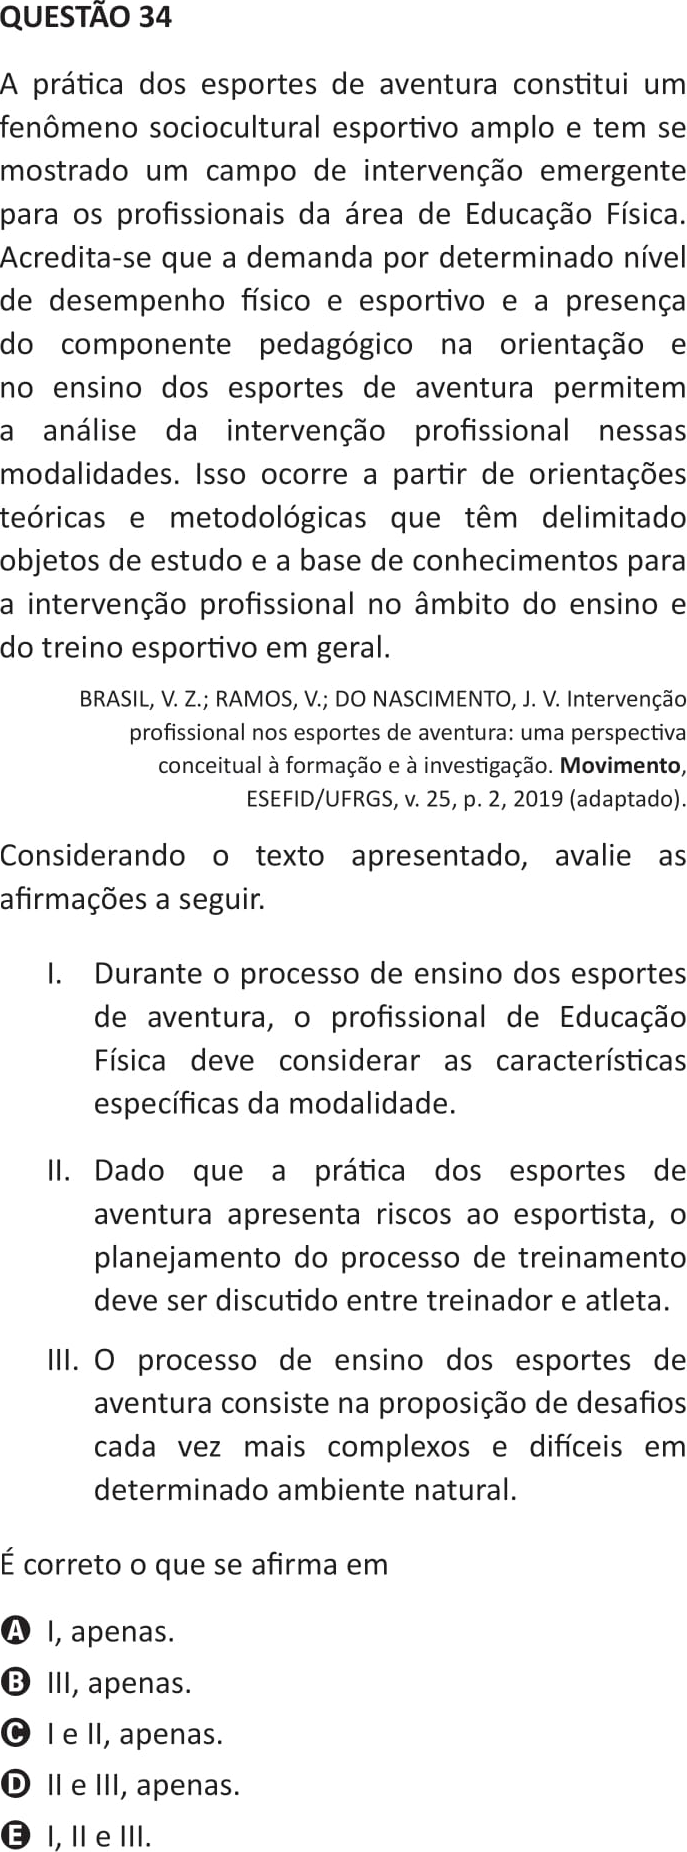 QUESTÃO 34
A prática dos esportes de aventura constitui um
fenômeno sociocultural esportivo amplo e tem se
mostrado um campo de intervenção emergente
para os profissionais da área de Educação Física.
Acredita-se que a demanda por determinado nível
de desempenho físico e esportivo e a presença
do componente pedagógico na orientação e
no ensino dos esportes de aventura permitem
a análise da intervenção profissional nessas
modalidades. Isso ocorre a partir de orientações
teóricas e metodológicas que têm delimitado
objetos de estudo e a base de conhecimentos para
a intervenção profissional no âmbito do ensino e
do treino esportivo em geral.
BRASIL, V. Z.; RAMOS, V.; DO NASCIMENTO, J. V. Intervenção
profissional nos esportes de aventura: uma perspectiva
conceitual à formação e à investigação. Movimento,
ESEFID/UFRGS, v. 25, p. 2, 2019 (adaptado).
Considerando o texto apresentado, avalie as
afirmações a seguir.
I. Durante o processo de ensino dos esportes
de aventura, o profissional de Educação
Física deve considerar as características
específicas da modalidade.
II. Dado que a prática dos esportes de
aventura apresenta riscos ao esportista, o
planejamento do processo de treinamento
deve ser discutido entre treinador e atleta.
III. O processo de ensino dos esportes de
aventura consiste na proposição de desafios
cada vez mais complexos e difíceis em
determinado ambiente natural.
É correto o que se afirma em
A I, apenas.
B III, apenas.
C I e II, apenas.
D II e III, apenas.
E I, II e III.